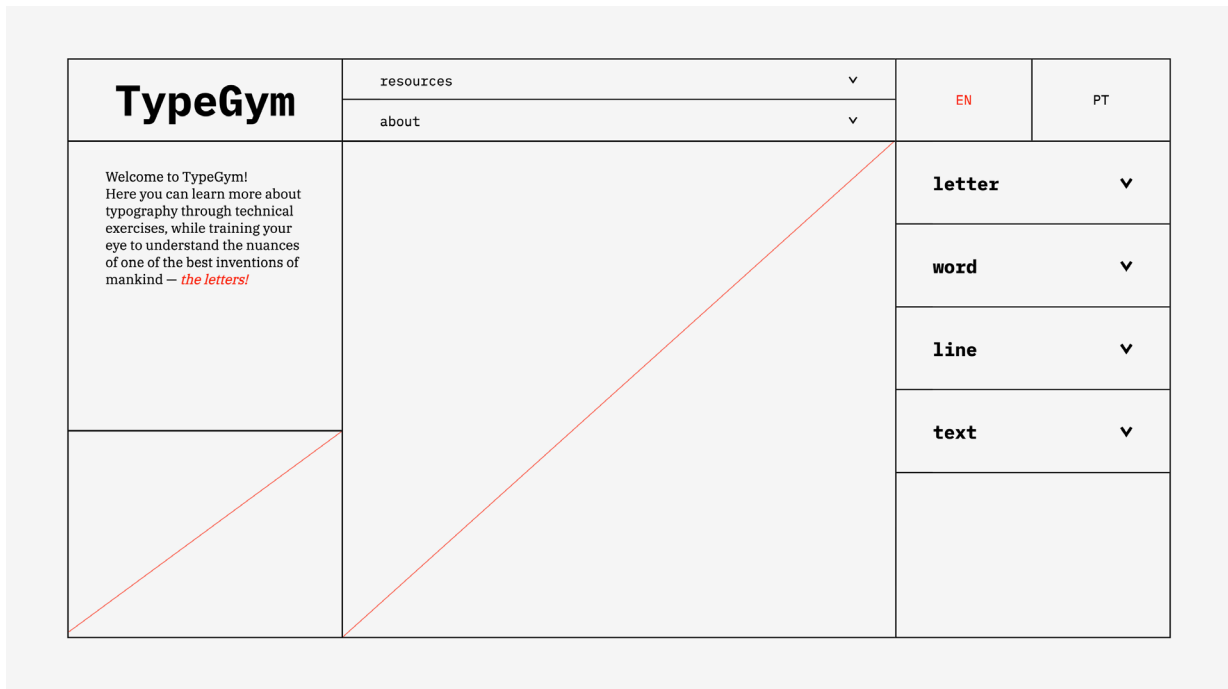 TypeGym
resources
about
EN
PT
Welcome to TypeGym!
Here you can learn more about
typography through technical
exercises, while training your
eye to understand the nuances
of one of the best inventions of
mankind — the letters!
letter
word
line
text